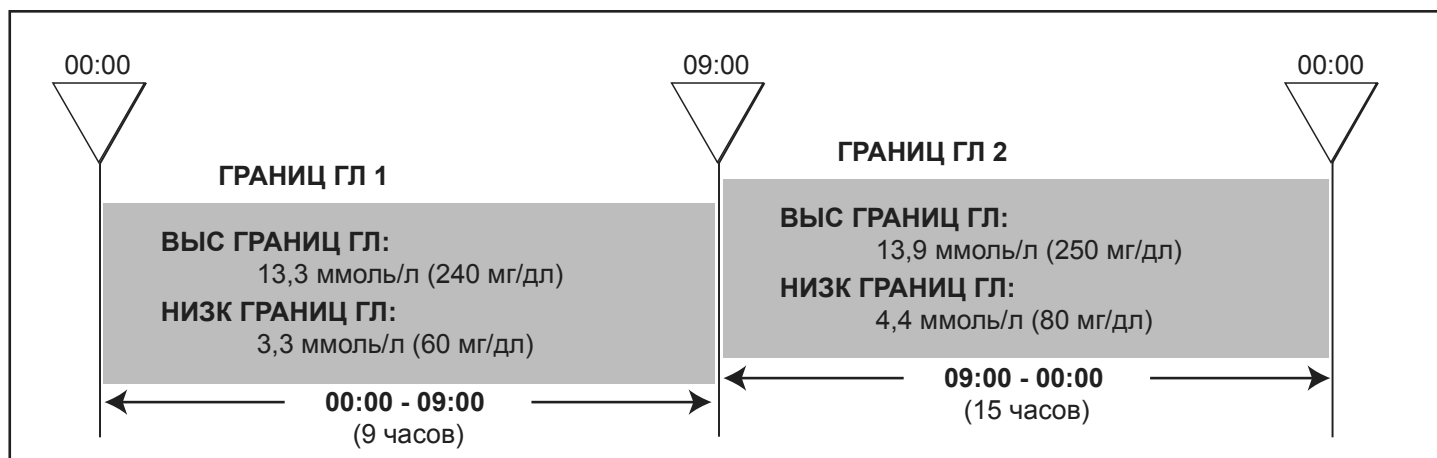 00:00
09:00
00:00
ГРАНИЦ ГЛ 1
ВЫС ГРАНИЦ ГЛ:
13,3 ммоль/л (240 мг/дл)
НИЗК ГРАНИЦ ГЛ:
3,3 ммоль/л (60 мг/дл)
00:00 - 09:00
(9 часов)
ГРАНИЦ ГЛ 2
ВЫС ГРАНИЦ ГЛ:
13,9 ммоль/л (250 мг/дл)
НИЗК ГРАНИЦ ГЛ:
4,4 ммоль/л (80 мг/дл)
09:00 - 00:00
(15 часов)